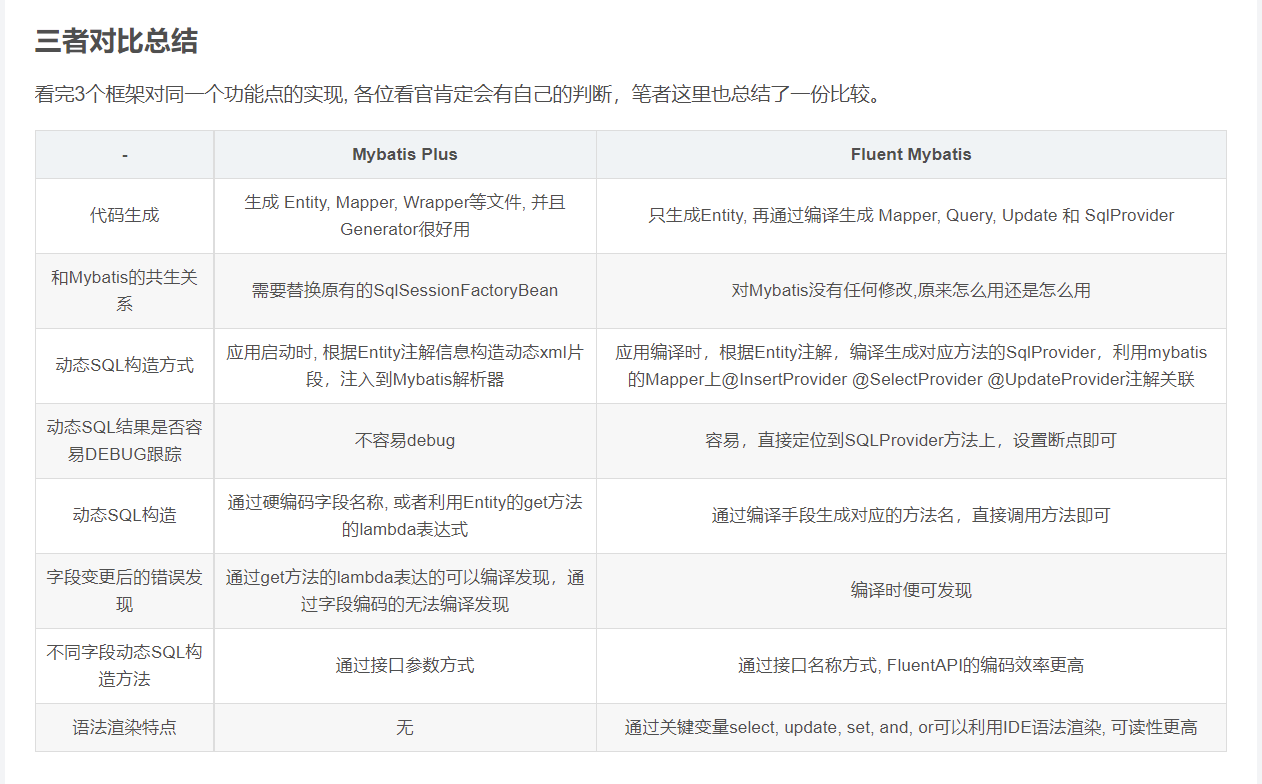 三者对比总结
看完3个框架对同一个功能点的实现, 各位看官肯定会有自己的判断，笔者这里也总结了一份比较。
-
Mybatis Plus
Fluent Mybatis
代码生成
生成 Entity, Mapper, Wrapper等文件, 并且
Generator很好用
只生成Entity, 再通过编译生成 Mapper, Query, Update 和 SqlProvider
和Mybatis的共生关
系
需要替换原有的SqlSessionFactoryBean
对Mybatis没有任何修改,原来怎么用还是怎么用
动态SQL构造方式
应用启动时, 根据Entity注解信息构造动态xml片
段，注入到Mybatis解析器
应用编译时，根据Entity注解，编译生成对应方法的SqlProvider，利用mybatis
的Mapper上@InsertProvider @SelectProvider @UpdateProvider注解关联
动态SQL结果是否容
易DEBUG跟踪
不容易debug
容易，直接定位到SQLProvider方法上，设置断点即可
动态SQL构造
通过硬编码字段名称, 或者利用Entity的get方法
的lambda表达式
通过编译手段生成对应的方法名，直接调用方法即可
字段变更后的错误发
现
通过get方法的lambda表达的可以编译发现，通
过字段编码的无法编译发现
编译时便可发现
不同字段动态SQL构
造方法
通过接口参数方式
通过接口名称方式, FluentAPI的编码效率更高
语法渲染特点
无
通过关键变量select, update, set, and, or可以利用IDE语法渲染, 可读性更高